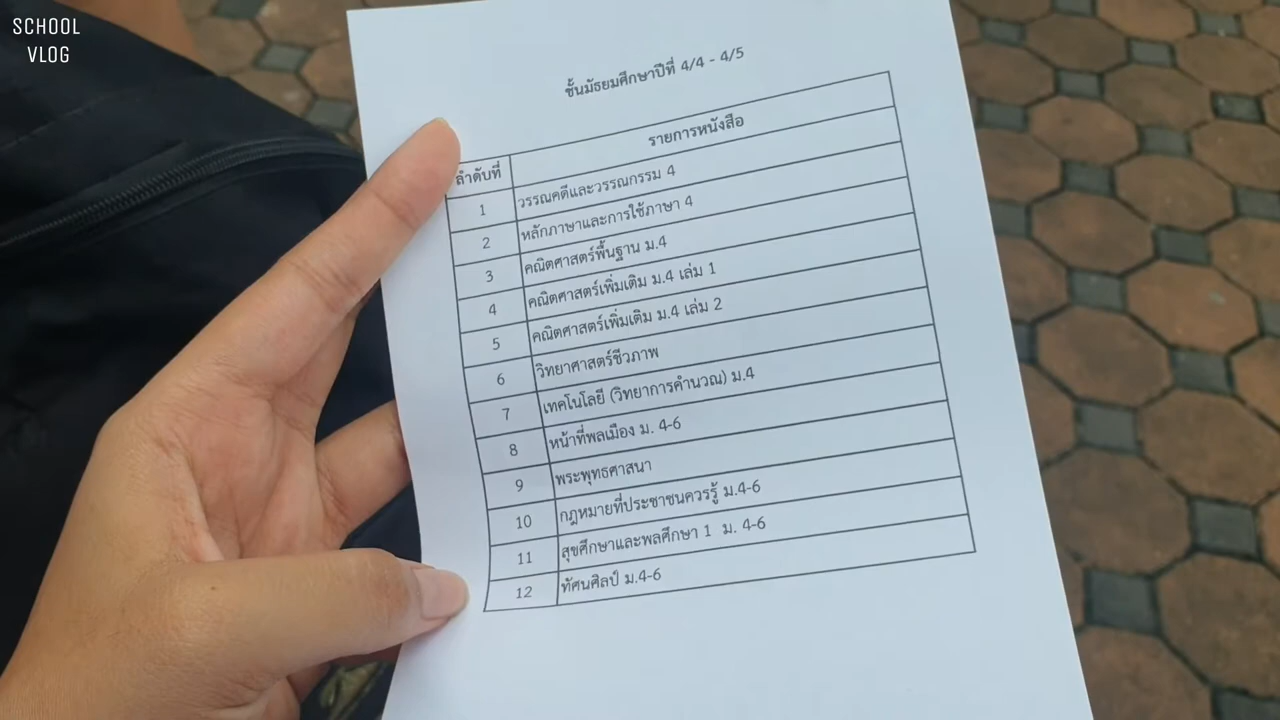 SCHOOL
VLOG
ชั้นมัธยมศึกษาปีที่ 4/4 - 4/5
ลำดับที่ รายการหนังสือ
1 วรรณคดีและวรรณกรรม 4
2 หลักภาษาและการใช้ภาษา 4
3 คณิตศาสตร์พื้นฐาน ม.4
4 คณิตศาสตร์เพิ่มเติม ม.4 เล่ม 1
5 คณิตศาสตร์เพิ่มเติม ม.4 เล่ม 2
6 วิทยาศาสตร์ชีวภาพ
7 เทคโนโลยี (วิทยาการคำนวณ) ม.4
8 หน้าที่พลเมือง ม. 4-6
9 พระพุทธศาสนา
10 กฎหมายที่ประชาชนควรรู้ ม.4-6
11 สุขศึกษาและพลศึกษา 1 ม. 4-6
12 ทัศนศิลป์ ม.4-6